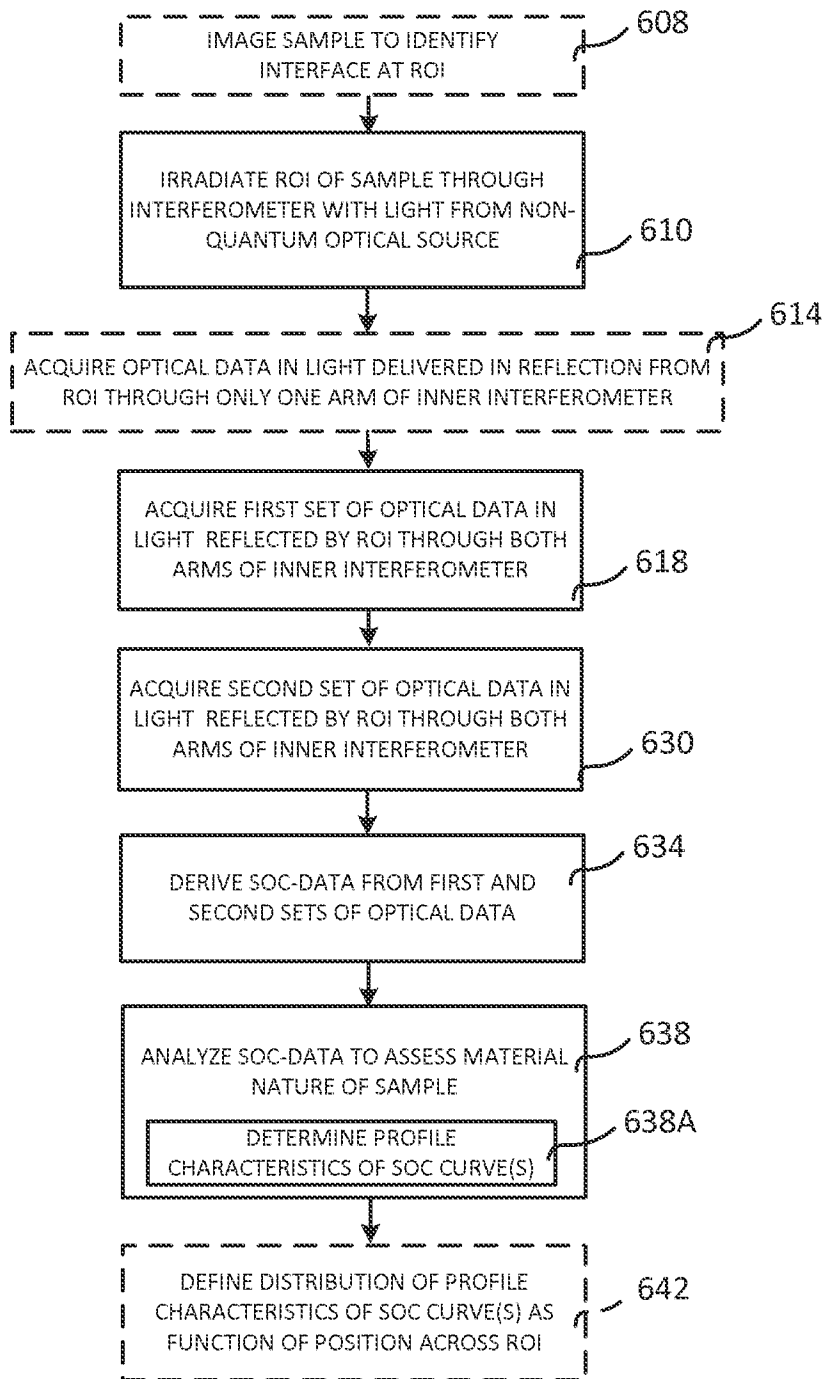 IMAGE SAMPLE TO IDENTIFY
INTERFACE AT ROI
608
IRRADIATE ROI OF SAMPLE THROUGH
INTERFEROMETER WITH LIGHT FROM NON-
QUANTUM OPTICAL SOURCE
610
614
ACQUIRE OPTICAL DATA IN LIGHT DELIVERED IN REFLECTION FROM
ROI THROUGH ONLY ONE ARM OF INNER INTERFEROMETER
ACQUIRE FIRST SET OF OPTICAL DATA IN
LIGHT REFLECTED BY ROI THROUGH BOTH
ARMS OF INNER INTERFEROMETER
618
ACQUIRE SECOND SET OF OPTICAL DATA IN
LIGHT REFLECTED BY ROI THROUGH BOTH
ARMS OF INNER INTERFEROMETER
630
634
DERIVE SOC-DATA FROM FIRST AND
SECOND SETS OF OPTICAL DATA
638
ANALYZE SOC-DATA TO ASSESS MATERIAL
NATURE OF SAMPLE
638A
DETERMINE PROFILE
CHARACTERISTICS OF SOC CURVE(S)
DEFINE DISTRIBUTION OF PROFILE
CHARACTERISTICS OF SOC CURVE(S) AS
FUNCTION OF POSITION ACROSS ROI
642